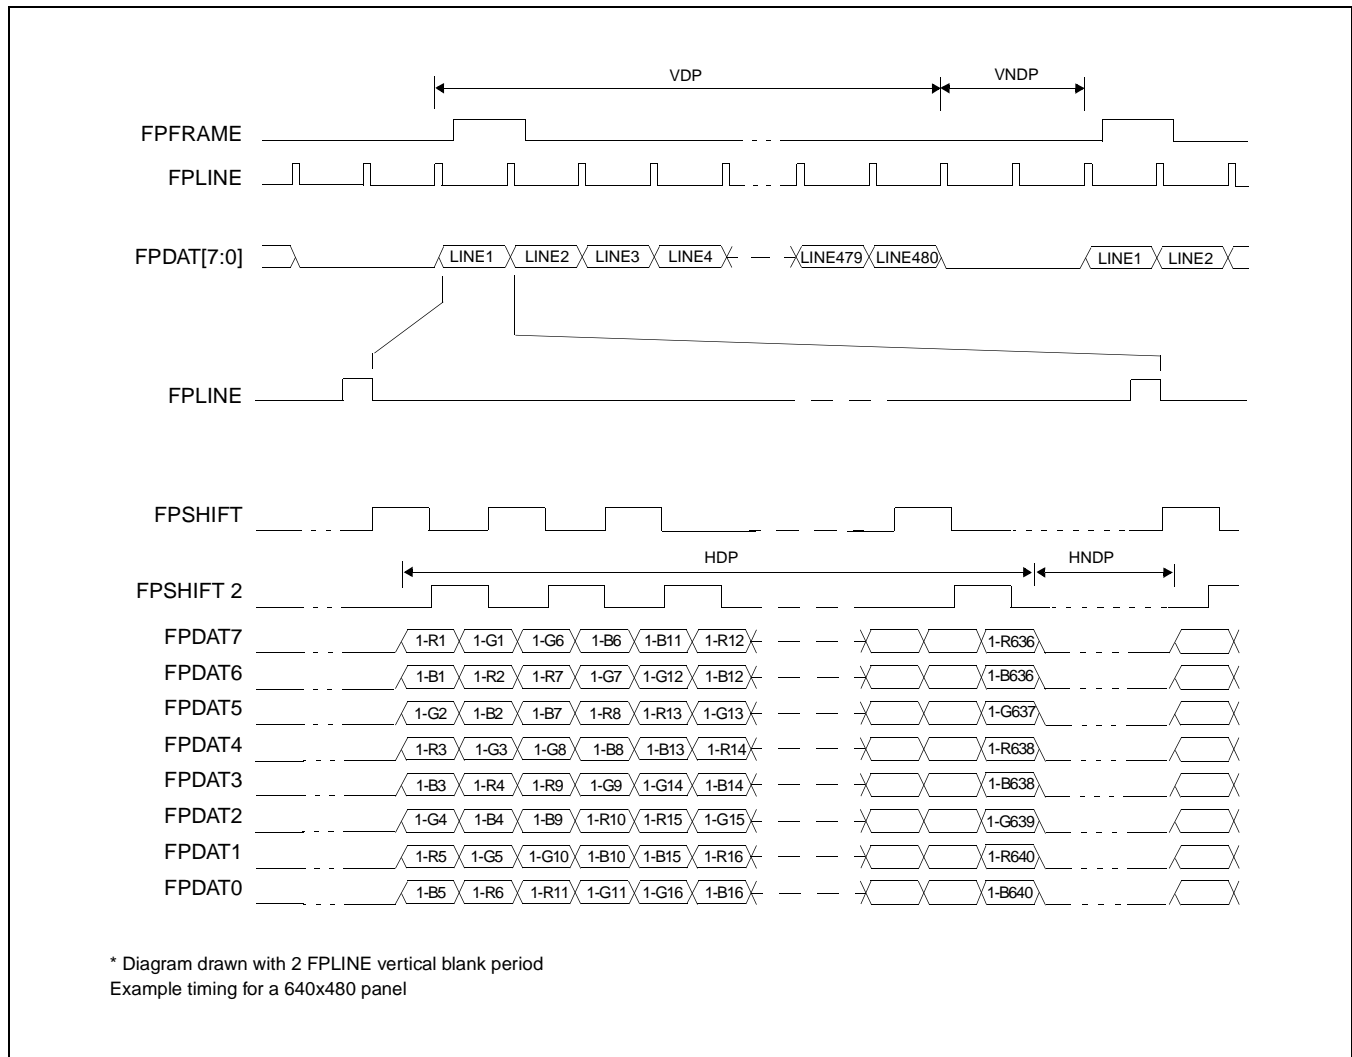 VDP VNDP
FPFRAME
FPLINE
FPDAT[7:0] LINE1 LINE2 LINE3 LINE4 LINE479 LINE480 LINE1 LINE2
FPLINE
FPSHIFT
HDP HNDP
FPSHIFT 2
FPDAT7 1-R1 1-G1 1-G6 1-B6 1-B11 1-R12 1-R636
FPDAT6 1-B1 1-R2 1-R7 1-G7 1-G12 1-B12 1-B636
FPDAT5 1-G2 1-B2 1-B7 1-R8 1-R13 1-G13 1-G637
FPDAT4 1-R3 1-G3 1-G8 1-B8 1-B13 1-R14 1-R638
FPDAT3 1-B3 1-R4 1-R9 1-G9 1-G14 1-B14 1-B638
FPDAT2 1-G4 1-B4 1-B9 1-R10 1-R15 1-G15 1-G639
FPDAT1 1-R5 1-G5 1-G10 1-B10 1-B15 1-R16 1-R640
FPDAT0 1-B5 1-R6 1-R11 1-G11 1-G16 1-B16 1-B640
* Diagram drawn with 2 FPLINE vertical blank period
Example timing for a 640x480 panel